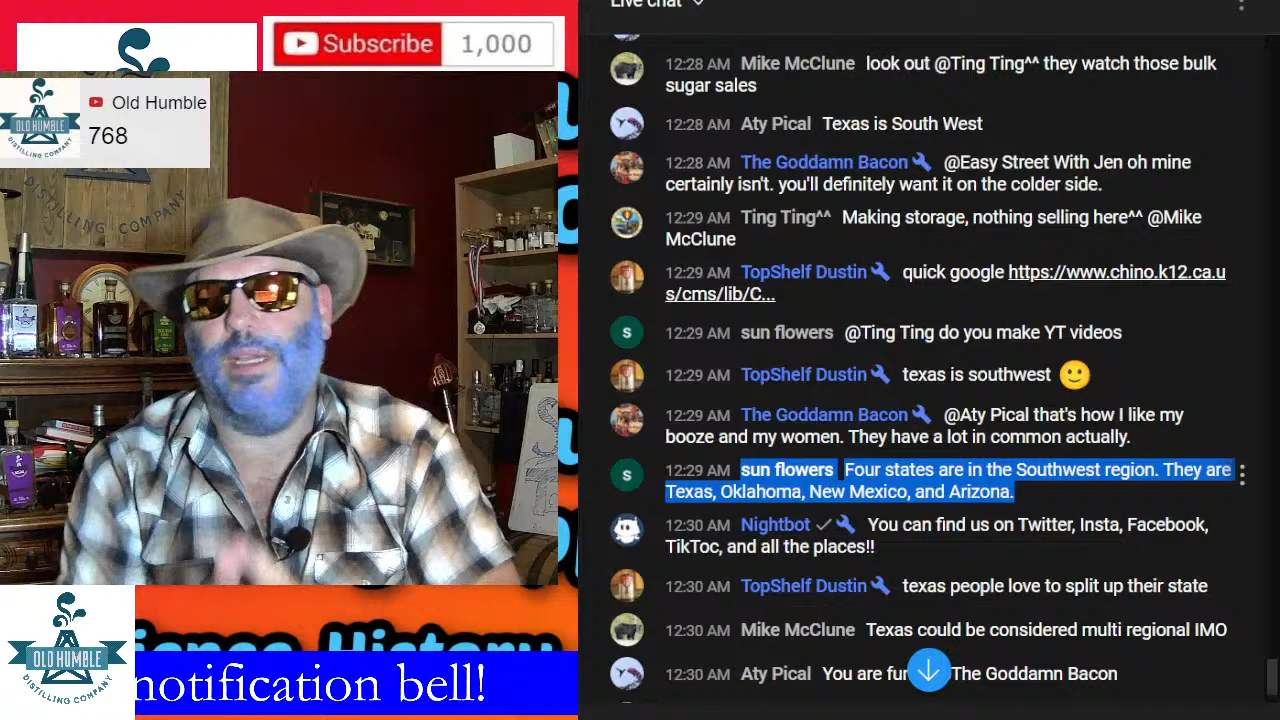 Subscribe 1,000
Old Humble
768
OLD HUMBLE
DISTILLING COMPANY
DISTILLING COMPANY
OLD HUMBLE
DISTILLING COMPANY
notification bell!
Live chat
12:28 AM Mike McClune look out @Ting Ting^^ they watch those bulk
sugar sales
12:28 AM Aty Pical Texas is South West
12:28 AM The Goddamn Bacon @Easy Street With Jen oh mine
certainly isn't. you'll definitely want it on the colder side.
12:29 AM Ting Ting^^ Making storage, nothing selling here^^ @Mike
McClune
12:29 AM TopShelf Dustin quick google https://www.chino.k12.ca.u
s/cms/lib/C...
S
12:29 AM sun flowers @Ting Ting do you make YT videos
12:29 AM TopShelf Dustin texas is southwest
12:29 AM The Goddamn Bacon @Aty Pical that's how I like my
booze and my women. They have a lot in common actually.
S
12:29 AM sun flowers Four states are in the Southwest region. They are
Texas, Oklahoma, New Mexico, and Arizona.
12:30 AM Nightbot You can find us on Twitter, Insta, Facebook,
TikToc, and all the places!!
12:30 AM TopShelf Dustin texas people love to split up their state
12:30 AM Mike McClune Texas could be considered multi regional IMO
12:30 AM Aty Pical You are The Goddamn Bacon